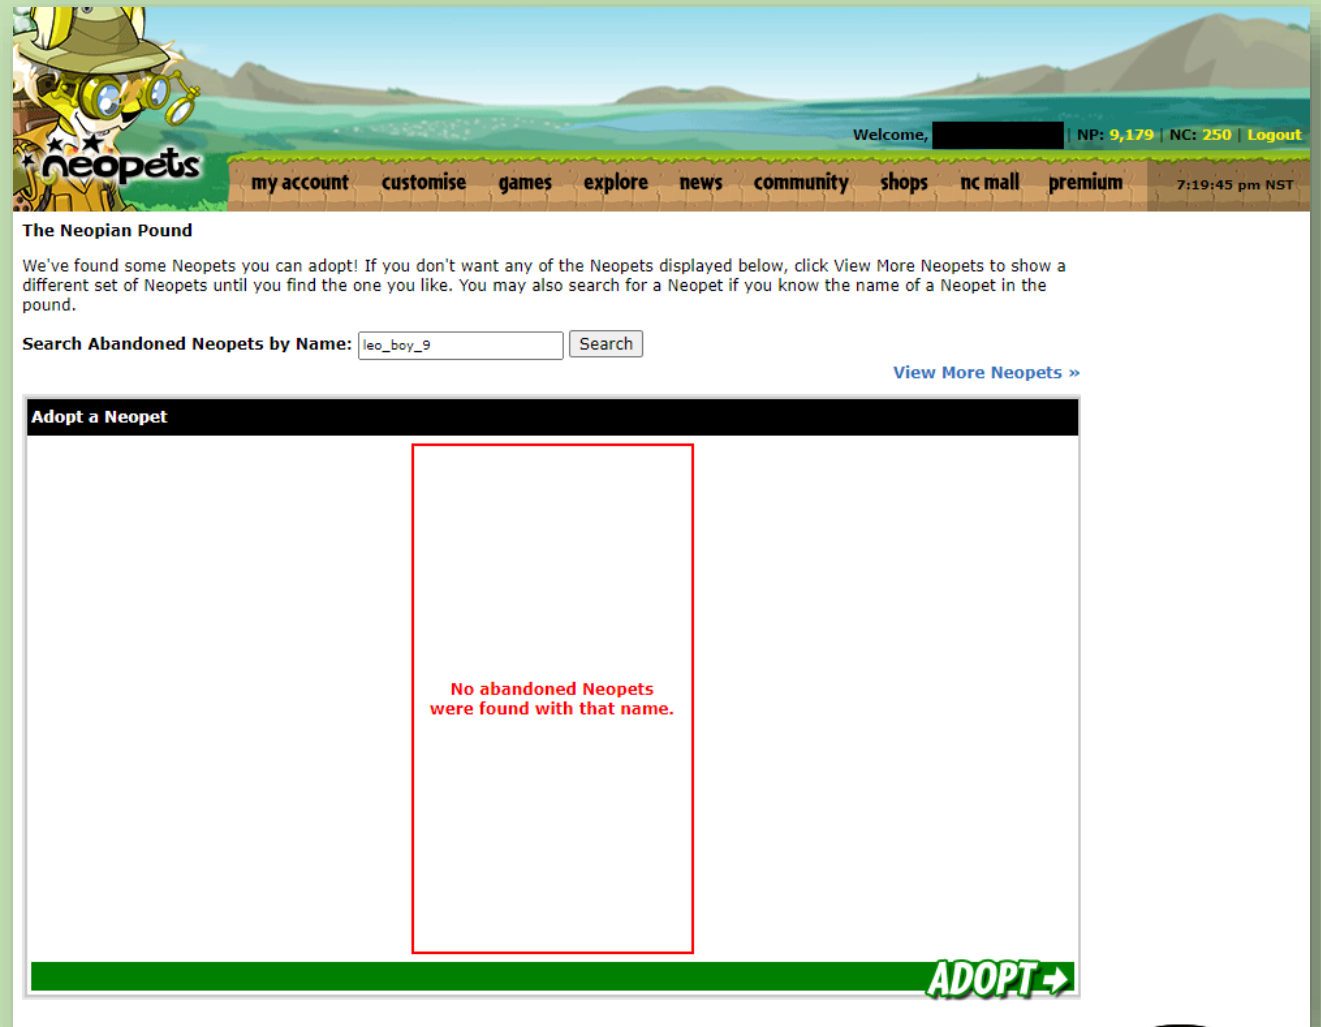 Welcome, | NP: 9,179 | NC: 250 | Logout
neopets
my account customise games explore news community shops nc mall premium 7:19:45 pm NST
The Neopian Pound
We've found some Neopets you can adopt! If you don't want any of the Neopets displayed below, click View More Neopets to show a
different set of Neopets until you find the one you like. You may also search for a Neopet if you know the name of a Neopet in the
pound.
Search Abandoned Neopets by Name: leo_boy_9 Search
View More Neopets »
Adopt a Neopet
No abandoned Neopets
were found with that name.
ADOPT